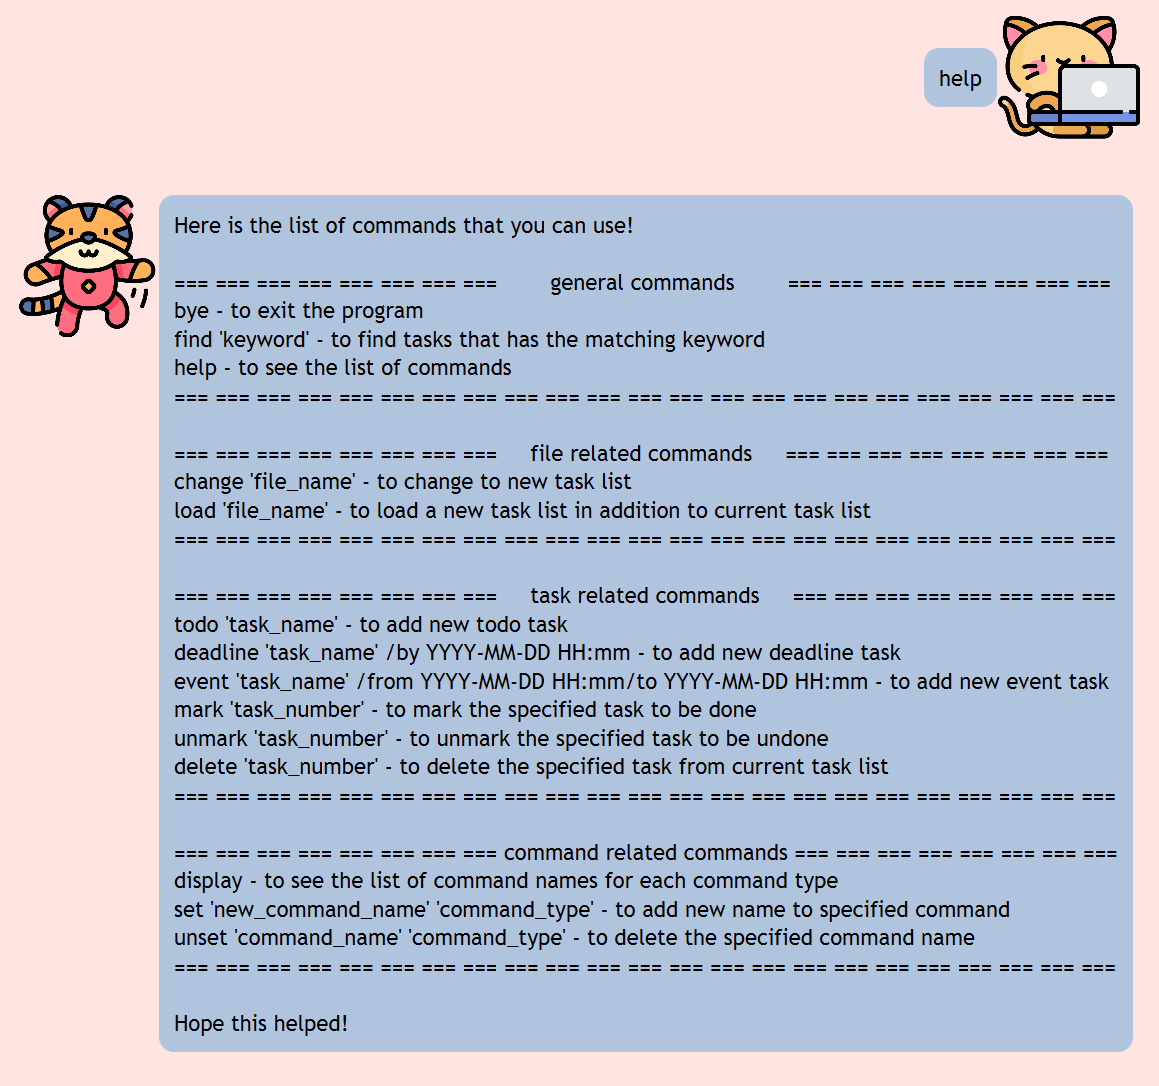 help
Here is the list of commands that you can use!
=== === === === === === === === general commands === === === === === === === ===
bye - to exit the program
find 'keyword' - to find tasks that has the matching keyword
help - to see the list of commands
=== === === === === === === === === === === === === === === === === === === === === === ===
=== === === === === === === === file related commands === === === === === === === ===
change 'file_name' - to change to new task list
load 'file_name' - to load a new task list in addition to current task list
=== === === === === === === === === === === === === === === === === === === === === === ===
=== === === === === === === === task related commands === === === === === === === ===
todo 'task_name' - to add new todo task
deadline 'task_name' /by YYYY-MM-DD HH:mm - to add new deadline task
event 'task_name' /from YYYY-MM-DD HH:mm/to YYYY-MM-DD HH:mm - to add new event task
mark 'task_number' - to mark the specified task to be done
unmark 'task_number' - to unmark the specified task to be undone
delete 'task_number' - to delete the specified task from current task list
=== === === === === === === === === === === === === === === === === === === === === === ===
=== === === === === === === === command related commands === === === === === === === ===
display - to see the list of command names for each command type
set 'new_command_name' 'command_type' - to add new name to specified command
unset 'command_name' 'command_type' - to delete the specified command name
=== === === === === === === === === === === === === === === === === === === === === === ===
Hope this helped!